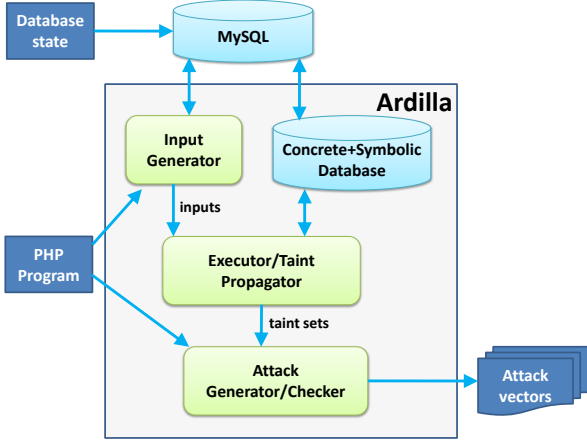 Database
state
MySQL
Ardilla
Input
Generator
Concrete+Symbolic
Database
inputs
PHP
Program
Executor/Taint
Propagator
taint sets
Attack
Generator/Checker
Attack
vectors